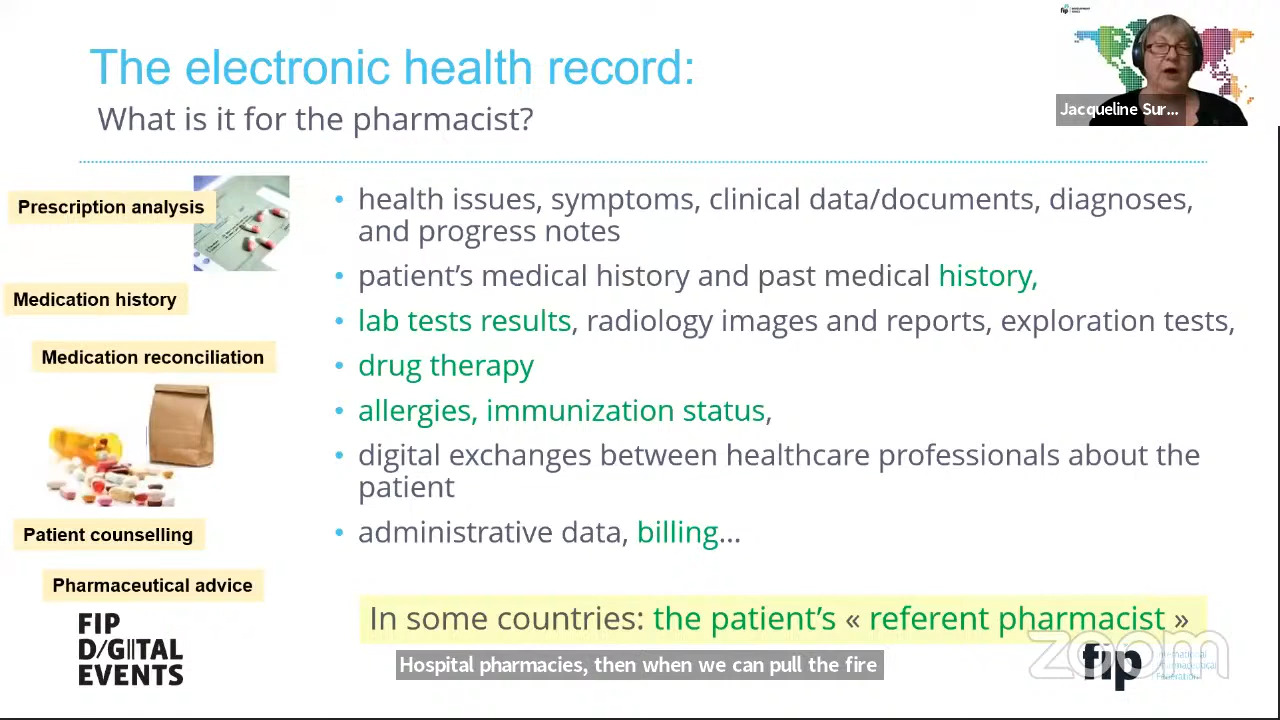 The electronic health record:
What is it for the pharmacist?
Jacqueline Sur...
Prescription analysis
Medication history
Medication reconciliation
Patient counselling
Pharmaceutical advice
• health issues, symptoms, clinical data/documents, diagnoses,
and progress notes
• patient's medical history and past medical history,
• lab tests results, radiology images and reports, exploration tests,
• drug therapy
• allergies, immunization status,
• digital exchanges between healthcare professionals about the
patient
• administrative data, billing...
In some countries: the patient's « referent pharmacist »
Hospital pharmacies, then when we can pull the fire
FIP
D/GITAL
EVENTS
zoom
fip
International
Pharmaceutical
Federation